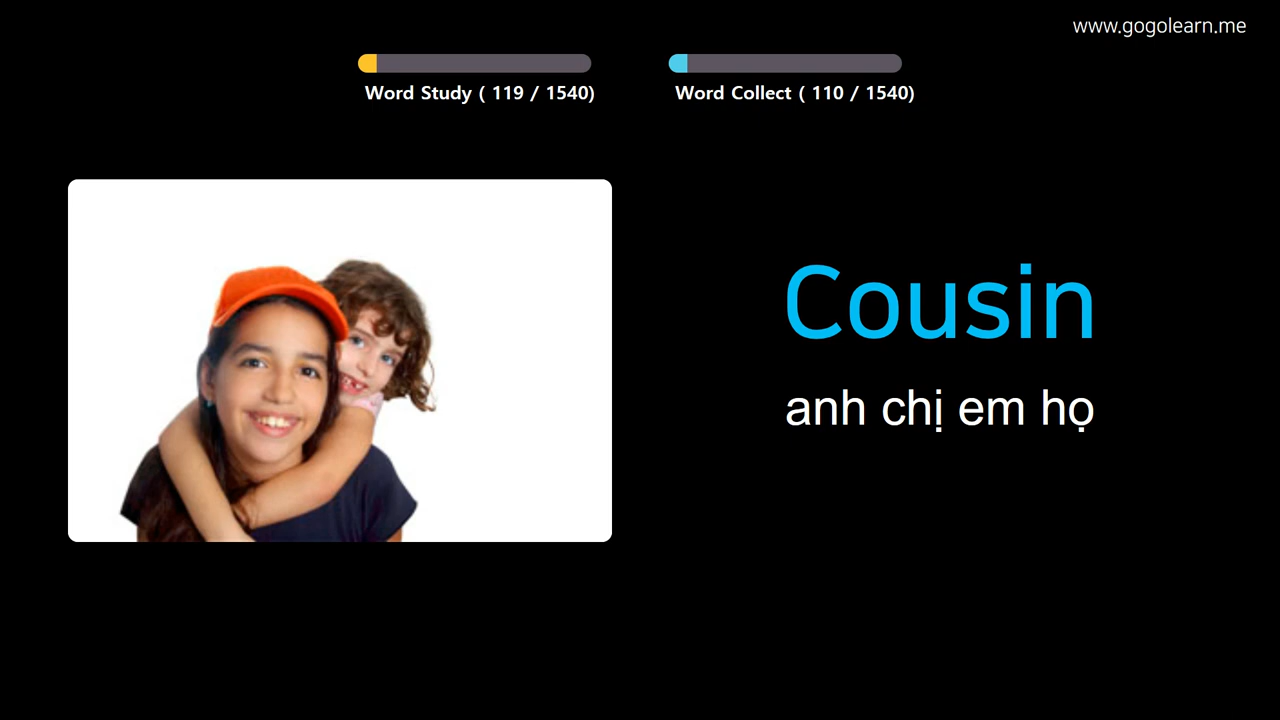 www.gogolearn.me
Word Study ( 119 / 1540)
Word Collect ( 110 / 1540)
Cousin
anh chị em họ